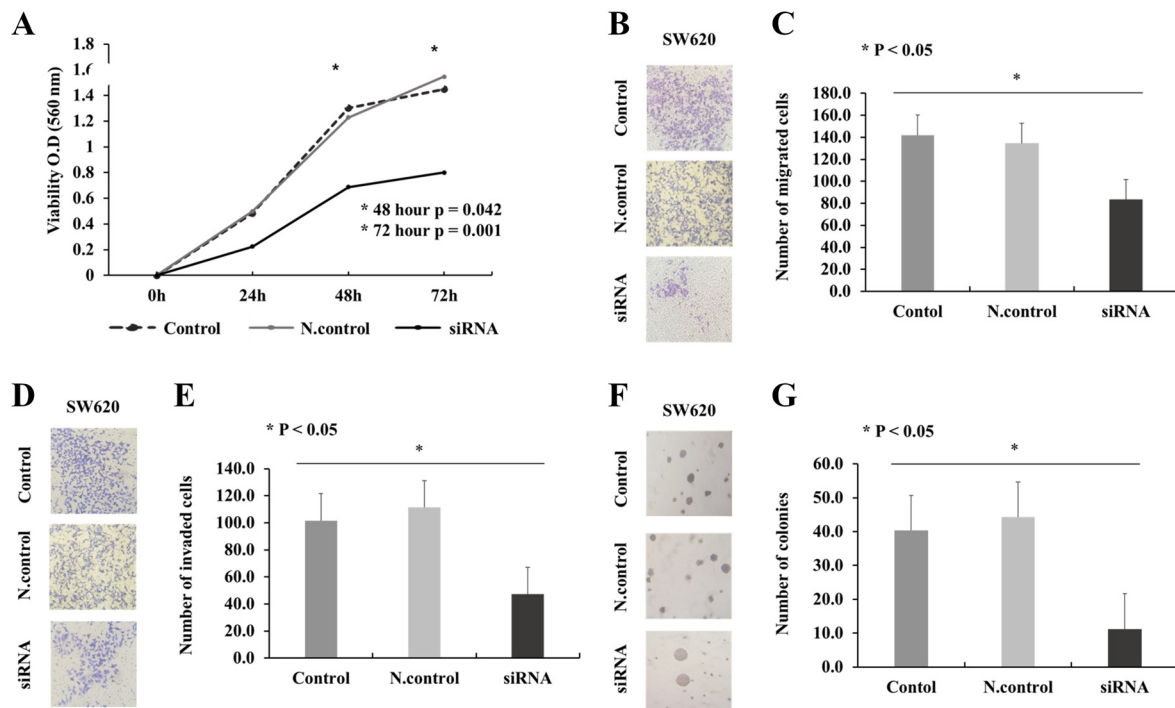 A
1.8
1.6
1.4
1.2
1
0.8
0.6
0.4
0.2
0
Viability O.D (560 nm)
*
*
* 48 hour p = 0.042
* 72 hour p = 0.001
0h 24h 48h 72h
Control N.control siRNA
B
SW620
Control
N.control
siRNA
C
* P < 0.05
*
180.0
160.0
140.0
120.0
100.0
80.0
60.0
40.0
20.0
0.0
Number of migrated cells
Contol N.control siRNA
D
SW620
Control
N.control
siRNA
E
* P < 0.05
*
140.0
120.0
100.0
80.0
60.0
40.0
20.0
0.0
Number of invaded cells
Control N.control siRNA
F
SW620
Control
N.control
siRNA
G
* P < 0.05
*
60.0
50.0
40.0
30.0
20.0
10.0
0.0
Number of colonies
Control N.control siRNA